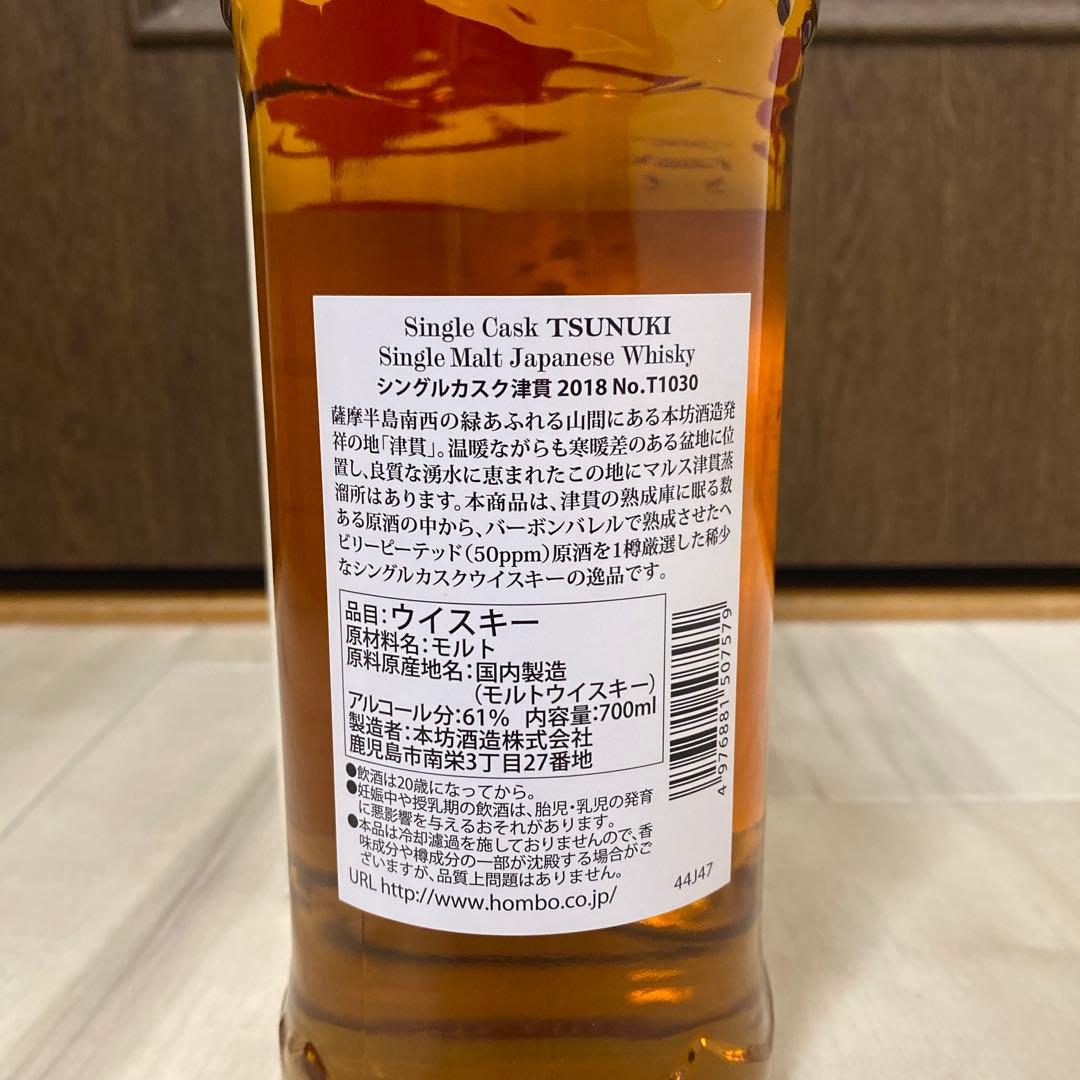 Single Cask TSUNUKI
Single Malt Japanese Whisky
シングルカスク津貫 2018 No.T1030
薩摩半島南西の緑あふれる山間にある本坊酒造発
祥の地「津貫」。温暖ながらも寒暖差のある盆地に位
置し、良質な湧水に恵まれたこの地にマルス津貫蒸
溜所はあります。本商品は、津貫の熟成庫に眠る数
ある原酒の中から、バーボンバレルで熟成させたヘ
ビリーピーテッド（50ppm）原酒を1樽厳選した稀少
なシングルカスクウイスキーの逸品です。
品目：ウイスキー
原材料名：モルト
原料原産地名：国内製造
（モルトウイスキー）
アルコール分：61% 内容量：700ml
製造者：本坊酒造株式会社
鹿児島市南栄3丁目27番地
●飲酒は20歳になってから。
●妊娠中や授乳期の飲酒は、胎児・乳児の発育
に悪影響を与えるおそれがあります。
●本品は冷却濾過を施しておりませんので、香
味成分や樽成分の一部が沈殿する場合がご
ざいますが、品質上問題はありません。
URL http://www.hombo.co.jp/
44J47
4 976881 507579